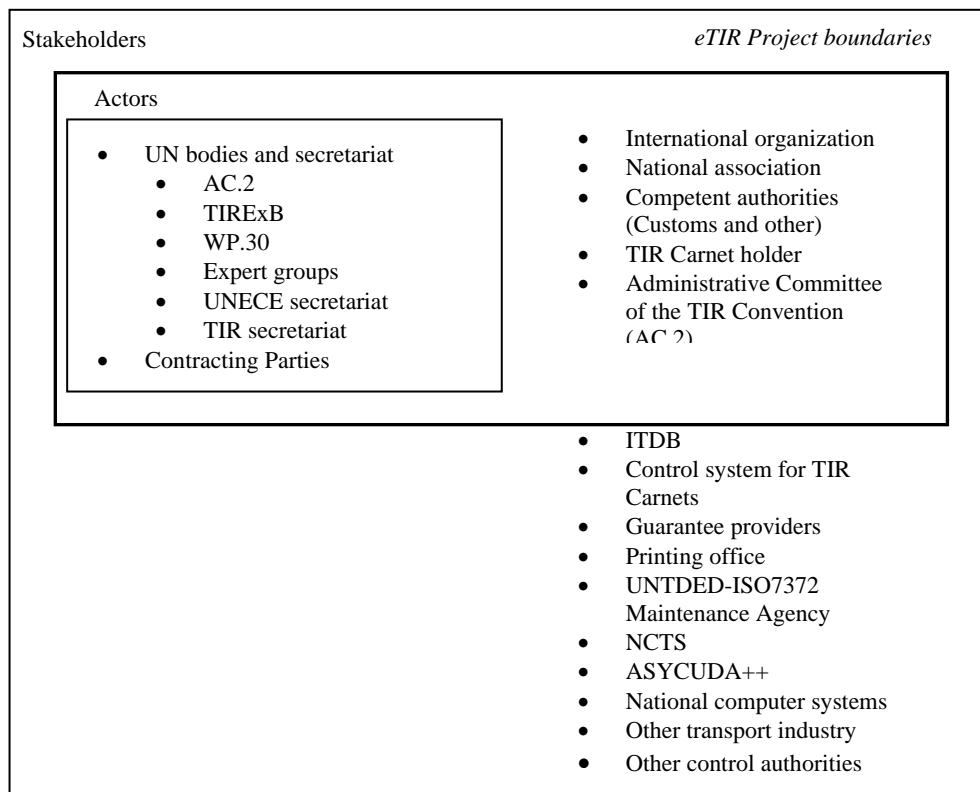 Stakeholders
eTIR Project boundaries
Actors
• UN bodies and secretariat
• AC.2
• TIRExB
• WP.30
• Expert groups
• UNECE secretariat
• TIR secretariat
• Contracting Parties
• International organization
• National association
• Competent authorities
(Customs and other)
• TIR Carnet holder
• Administrative Committee
of the TIR Convention
(AC.2)
• ITDB
• Control system for TIR
Carnets
• Guarantee providers
• Printing office
• UNTDED-ISO7372
Maintenance Agency
• NCTS
• ASYCUDA++
• National computer systems
• Other transport industry
• Other control authorities